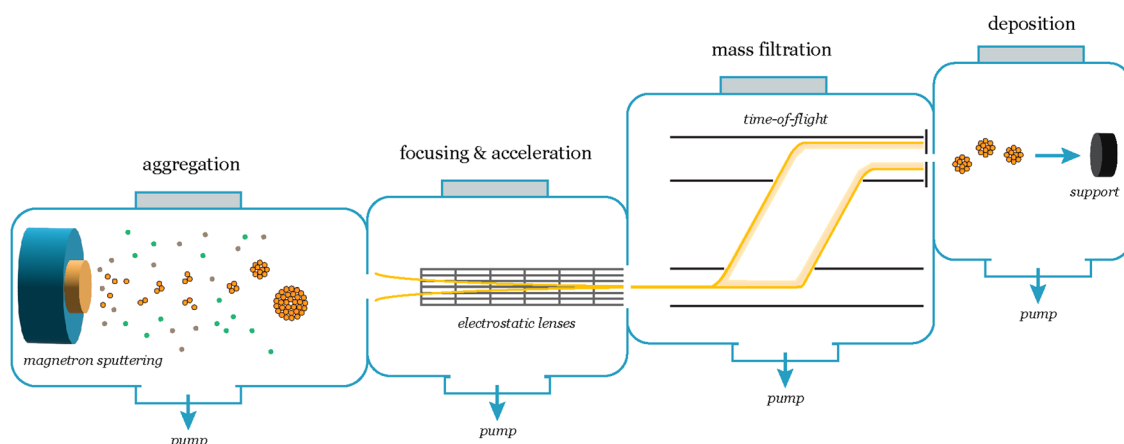 aggregation
magnetron sputtering
pump
focusing & acceleration
electrostatic lenses
pump
mass filtration
time-of-flight
pump
deposition
support
pump